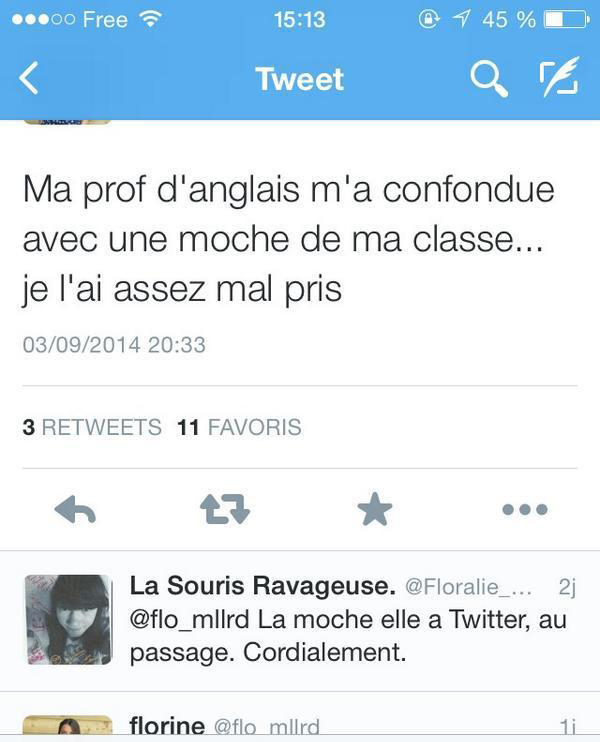 Free 15:13 45 %
Tweet
Ma prof d'anglais m'a confondue
avec une moche de ma classe...
je l'ai assez mal pris
03/09/2014 20:33
3 RETWEETS 11 FAVORIS
La Souris Ravageuse. @Floralie_... 2j
@flo_mllrd La moche elle a Twitter, au
passage. Cordialement.
florine @flo_mllrd 1j